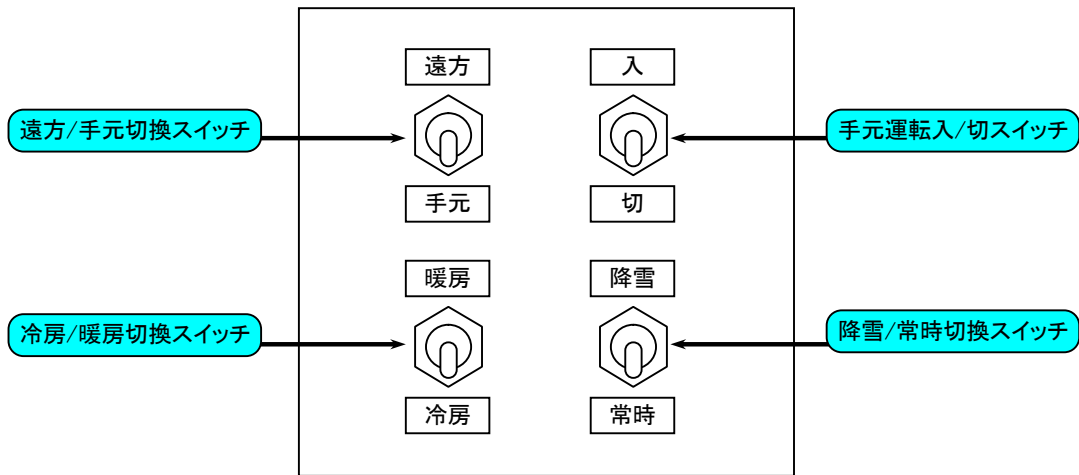 遠方
入
遠方/手元切換スイッチ
手元運転入/切スイッチ
手元
切
暖房
降雪
冷房/暖房切換スイッチ
降雪/常時切換スイッチ
冷房
常時